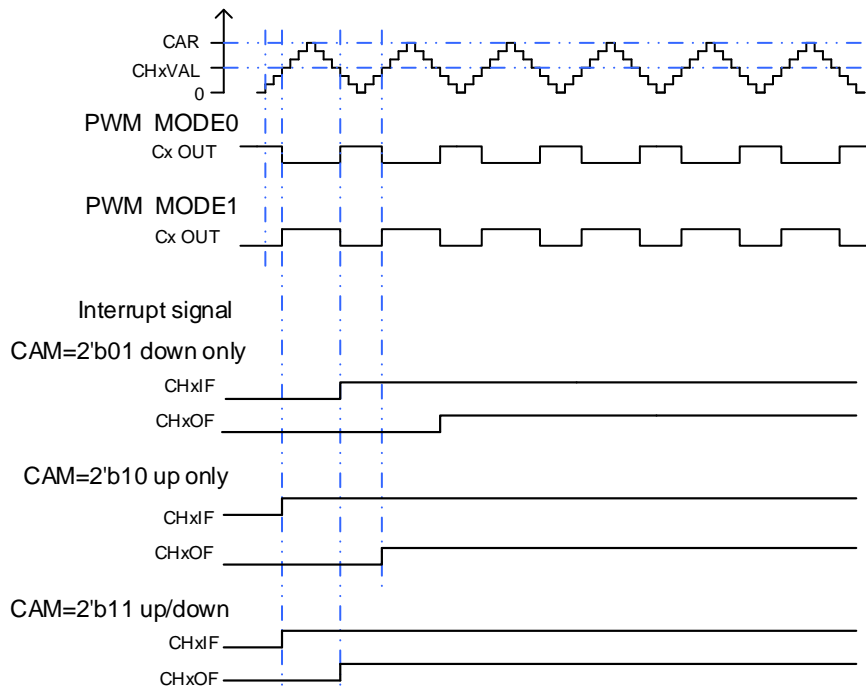 CAR
CHxVAL
0
PWM MODE0
Cx OUT
PWM MODE1
Cx OUT
Interrupt signal
CAM=2'b01 down only
CHxIF
CHxOF
CAM=2'b10 up only
CHxIF
CHxOF
CAM=2'b11 up/down
CHxIF
CHxOF